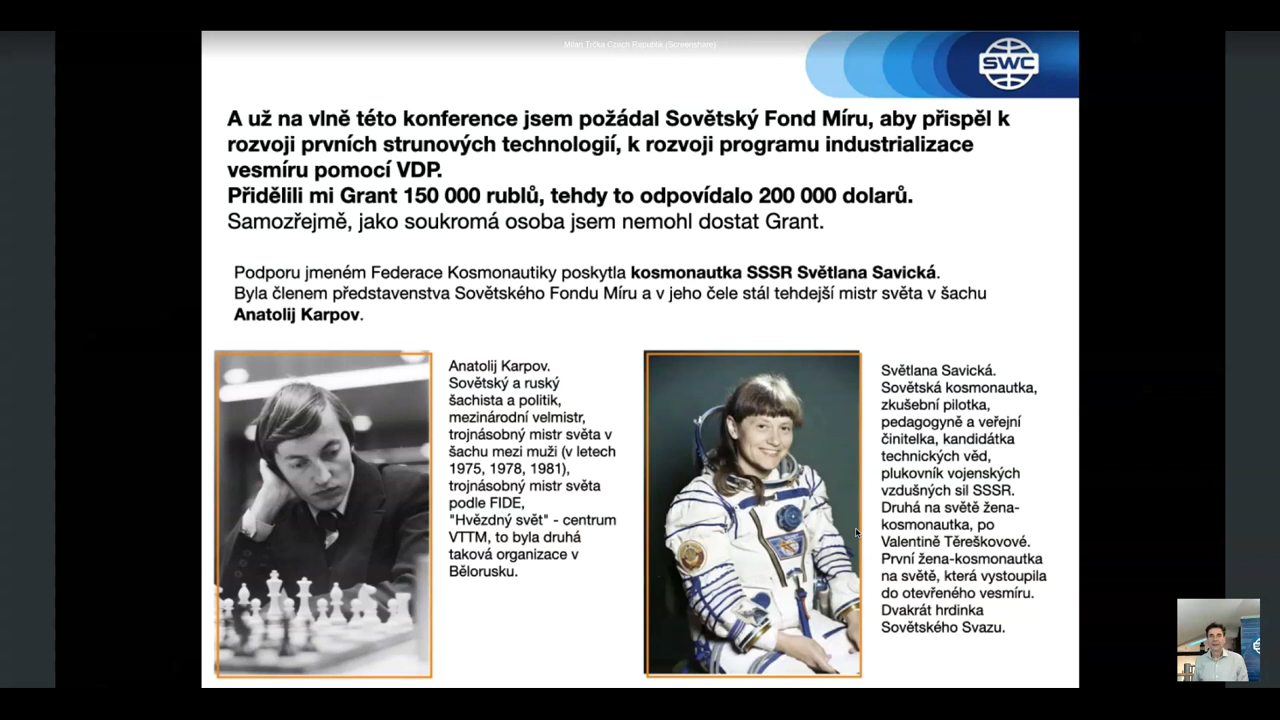 Milan Trčka Czech Republic (Screenshare)
SWC
A už na vlně této konference jsem požádal Sovětský Fond Míru, aby přispěl k
rozvoji prvních strunových technologií, k rozvoji programu industrializace
vesmíru pomocí VDP.
Přidělili mi Grant 150 000 rublů, tehdy to odpovídalo 200 000 dolarů.
Samozřejmě, jako soukromá osoba jsem nemohl dostat Grant.
Podporu jménem Federace Kosmonautiky poskytla kosmonautka SSSR Světlana Savická.
Byla členem představenstva Sovětského Fondu Míru a v jeho čele stál tehdejší mistr světa v šachu
Anatolij Karpov.
Anatolij Karpov.
Sovětský a ruský
šachista a politik,
mezinárodní velmistr,
trojnásobný mistr světa v
šachu mezi muži (v letech
1975, 1978, 1981),
trojnásobný mistr světa
podle FIDE,
"Hvězdný svět" - centrum
VTTM, to byla druhá
taková organizace v
Bělorusku.
Světlana Savická.
Sovětská kosmonautka,
zkušební pilotka,
pedagogyně a veřejní
činitelka, kandidátka
technických věd,
plukovník vojenských
vzdušných sil SSSR.
Druhá na světě žena-
kosmonautka, po
Valentině Těreškovové.
První žena-kosmonautka
na světě, která vystoupila
do otevřeného vesmíru.
Dvakrát hrdinka
Sovětského Svazu.